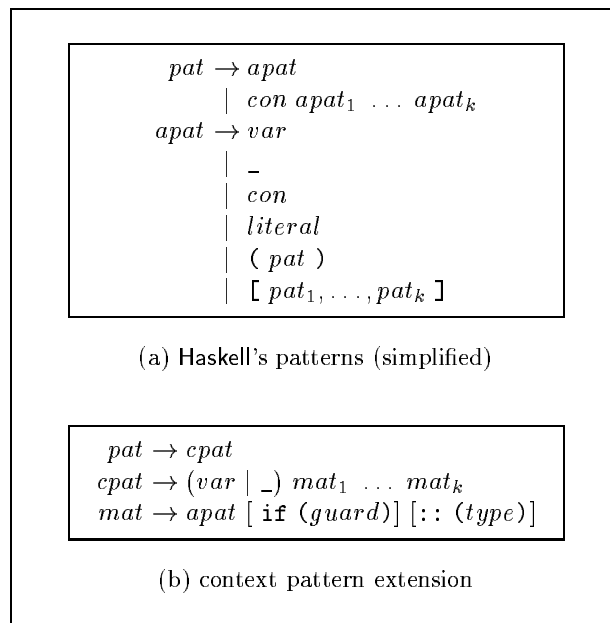 pat → apat
| con apat₁ ... apatₖ
apat → var
| _
| con
| literal
| ( pat )
| [ pat₁,...,patₖ ]
(a) Haskell's patterns (simplified)
pat → cpat
cpat → (var | _) mat₁ ... matₖ
mat → apat [ if (guard)] [:: (type)]
(b) context pattern extension